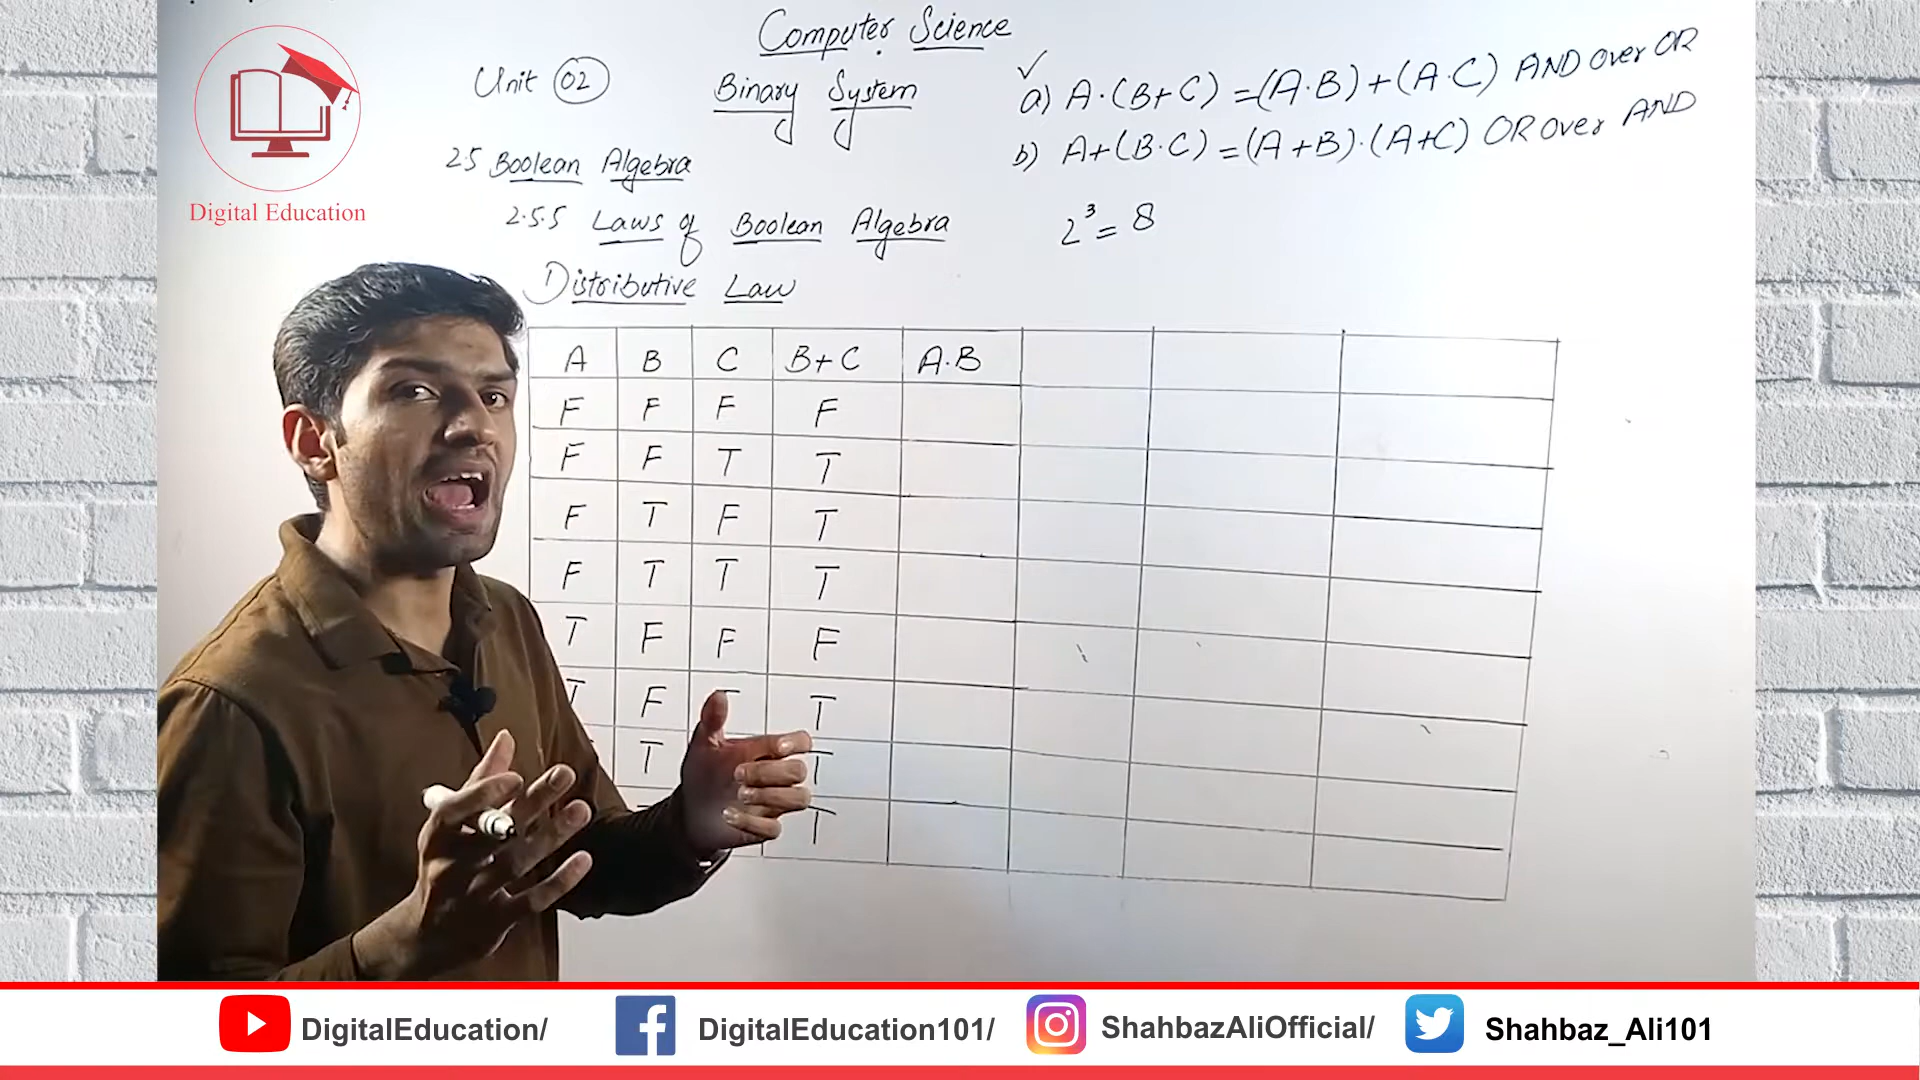 Computer Science
Unit 02
Binary System
a) A.(B+C) =(A.B)+(A.C) AND over OR
b) A+(B.C) =(A+B).(A+C) OR over AND
2.5 Boolean Algebra
Digital Education
2.5.5 Laws of Boolean Algebra
2³ = 8
Distributive Law
A B C B+C A.B
F F F F
F F T T
F T F T
F T T T
T F F F
T F T T
T T
T
DigitalEducation/ DigitalEducation101/ ShahbazAliOfficial/ Shahbaz_Ali101